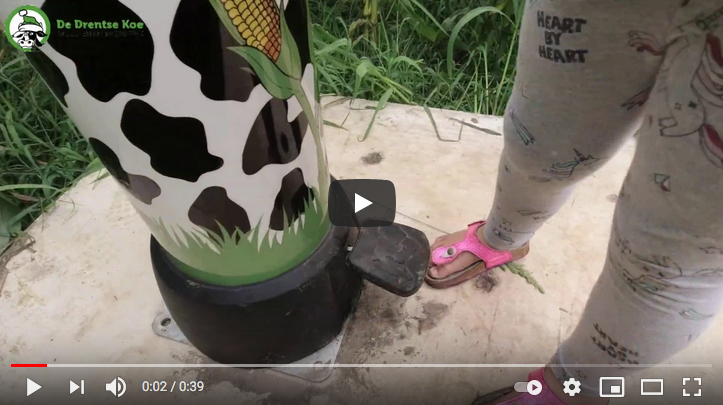 De Drentse Koe
HEART
BY
HEART
0:02 / 0:39